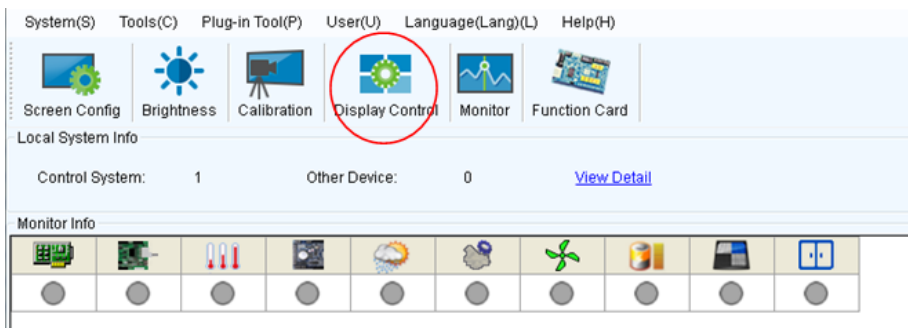 System(S) Tools(C) Plug-in Tool(P) User(U) Language(Lang)(L) Help(H)
Screen Config Brightness Calibration Display Control Monitor Function Card
Local System Info
Control System: 1 Other Device: 0 View Detail
Monitor Info